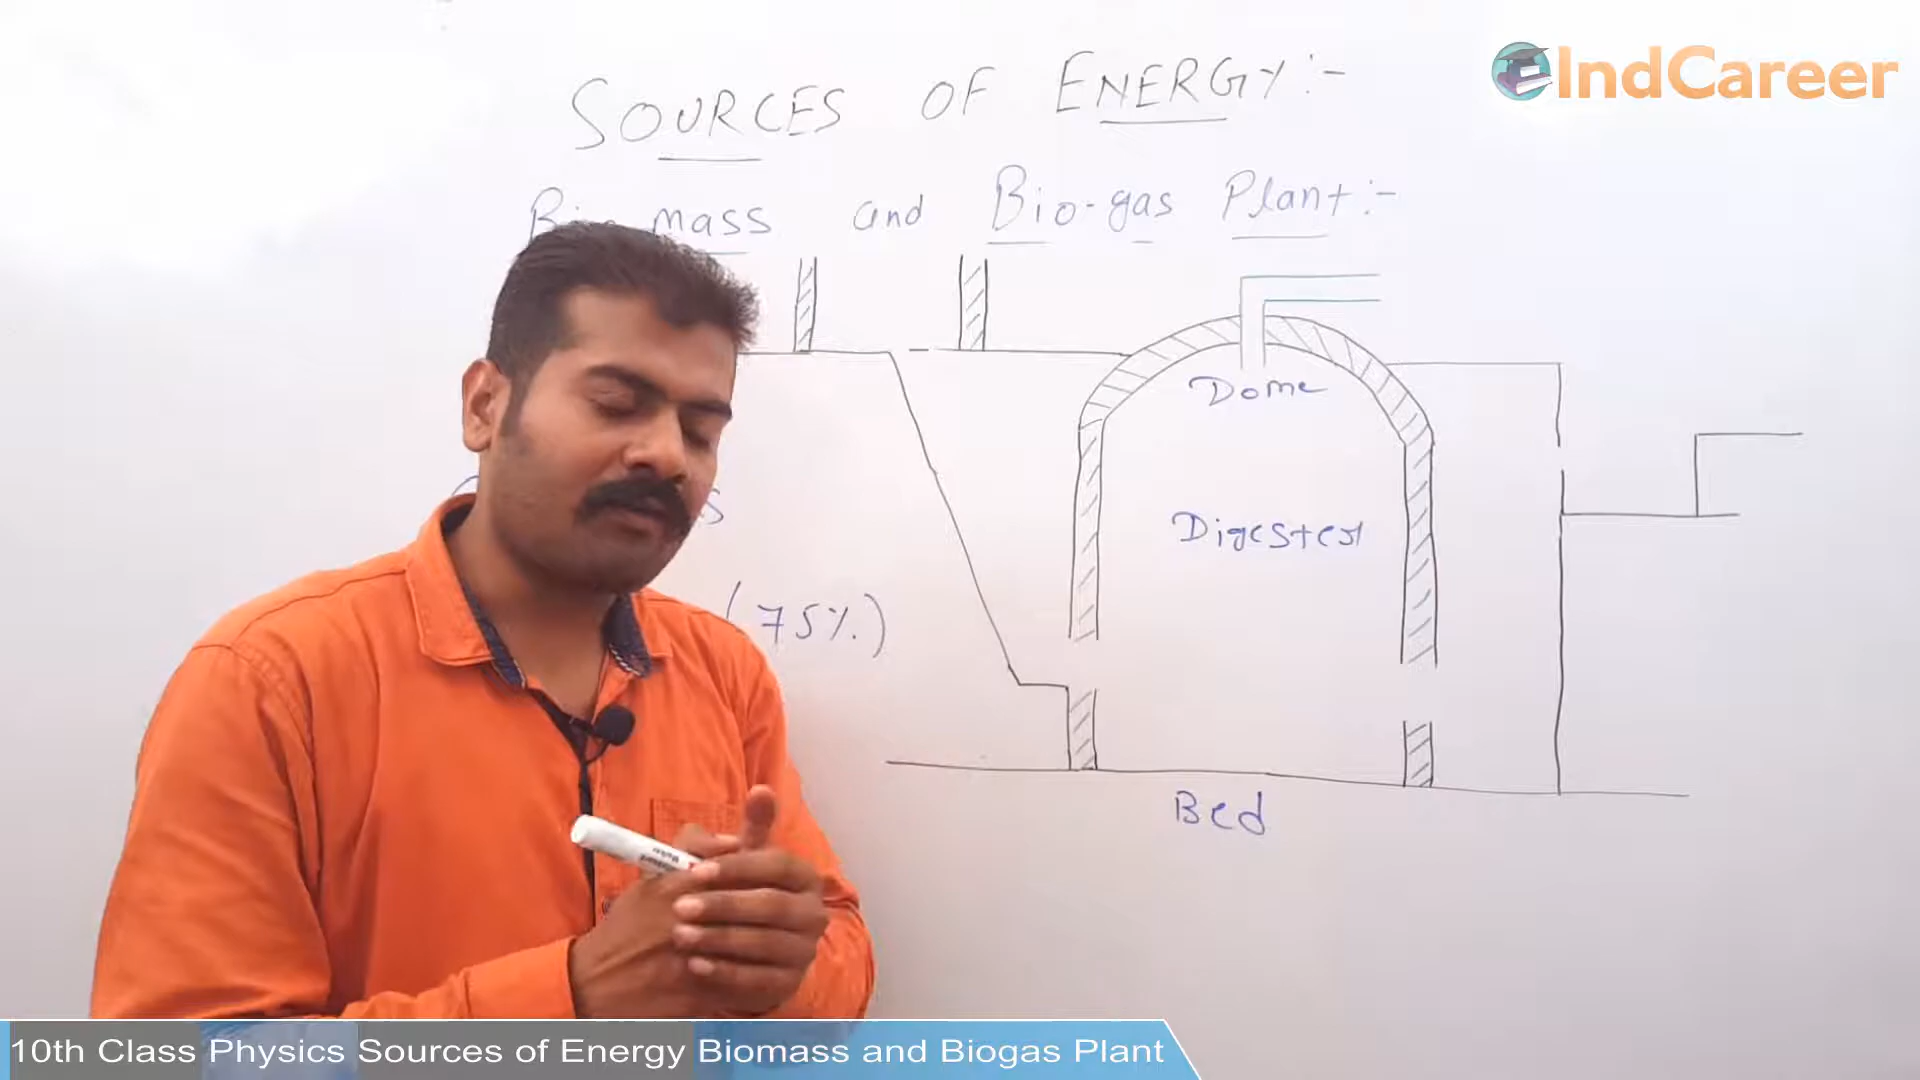 IndCareer
SOURCES OF ENERGY:-
mass and Bio-gas Plant:-
Dome
Digester
(75%.)
Bed
10th Class Physics Sources of Energy Biomass and Biogas Plant